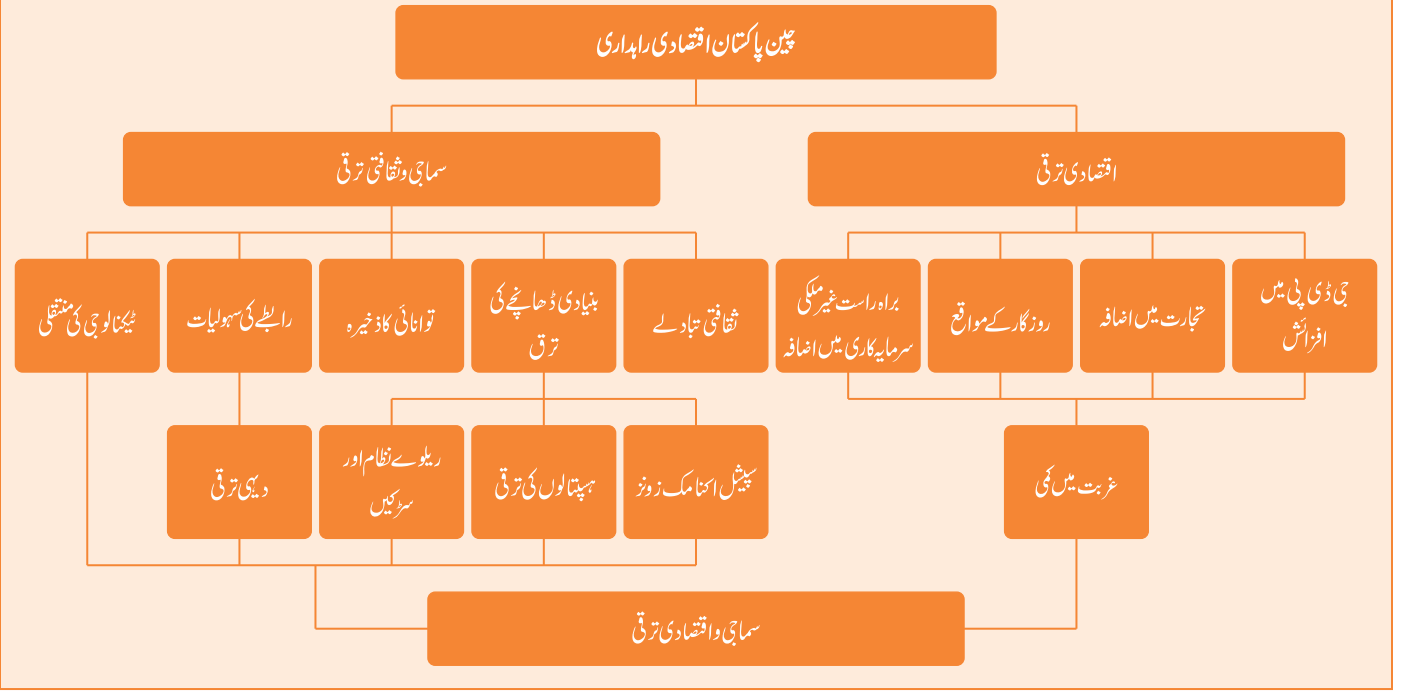 چین پاکستان اقتصادی راہداری
اقتصادی ترقی
سماجی و ثقافتی ترقی
جی ڈی پی میں
افزائش
تجارت میں اضافہ
روزگار کے مواقع
براہ راست غیر ملکی
سرمایہ کاری میں اضافہ
ثقافتی تبادلے
بنیادی ڈھانچے کی
ترق
توانائی کا ذخیرہ
رابطے کی سہولیات
ٹیکنالوجی کی منتقلی
غربت میں کمی
سپیشل اکنامک زونز
ہسپتالوں کی ترقی
ریلوے نظام اور
سڑکیں
دیہی ترقی
سماجی و اقتصادی ترقی